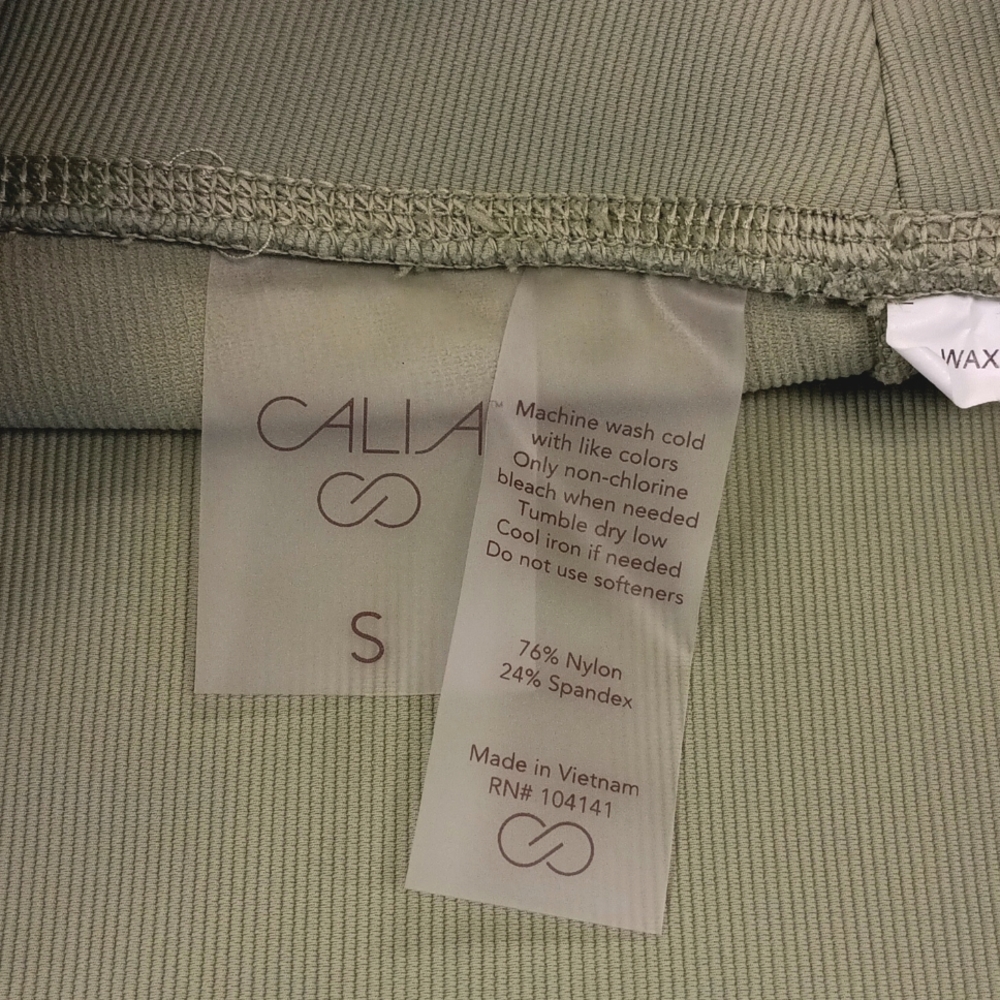 CALIA™
S
Machine wash cold
with like colors
Only non-chlorine
bleach when needed
Tumble dry low
Cool iron if needed
Do not use softeners
76% Nylon
24% Spandex
Made in Vietnam
RN# 104141
WAX